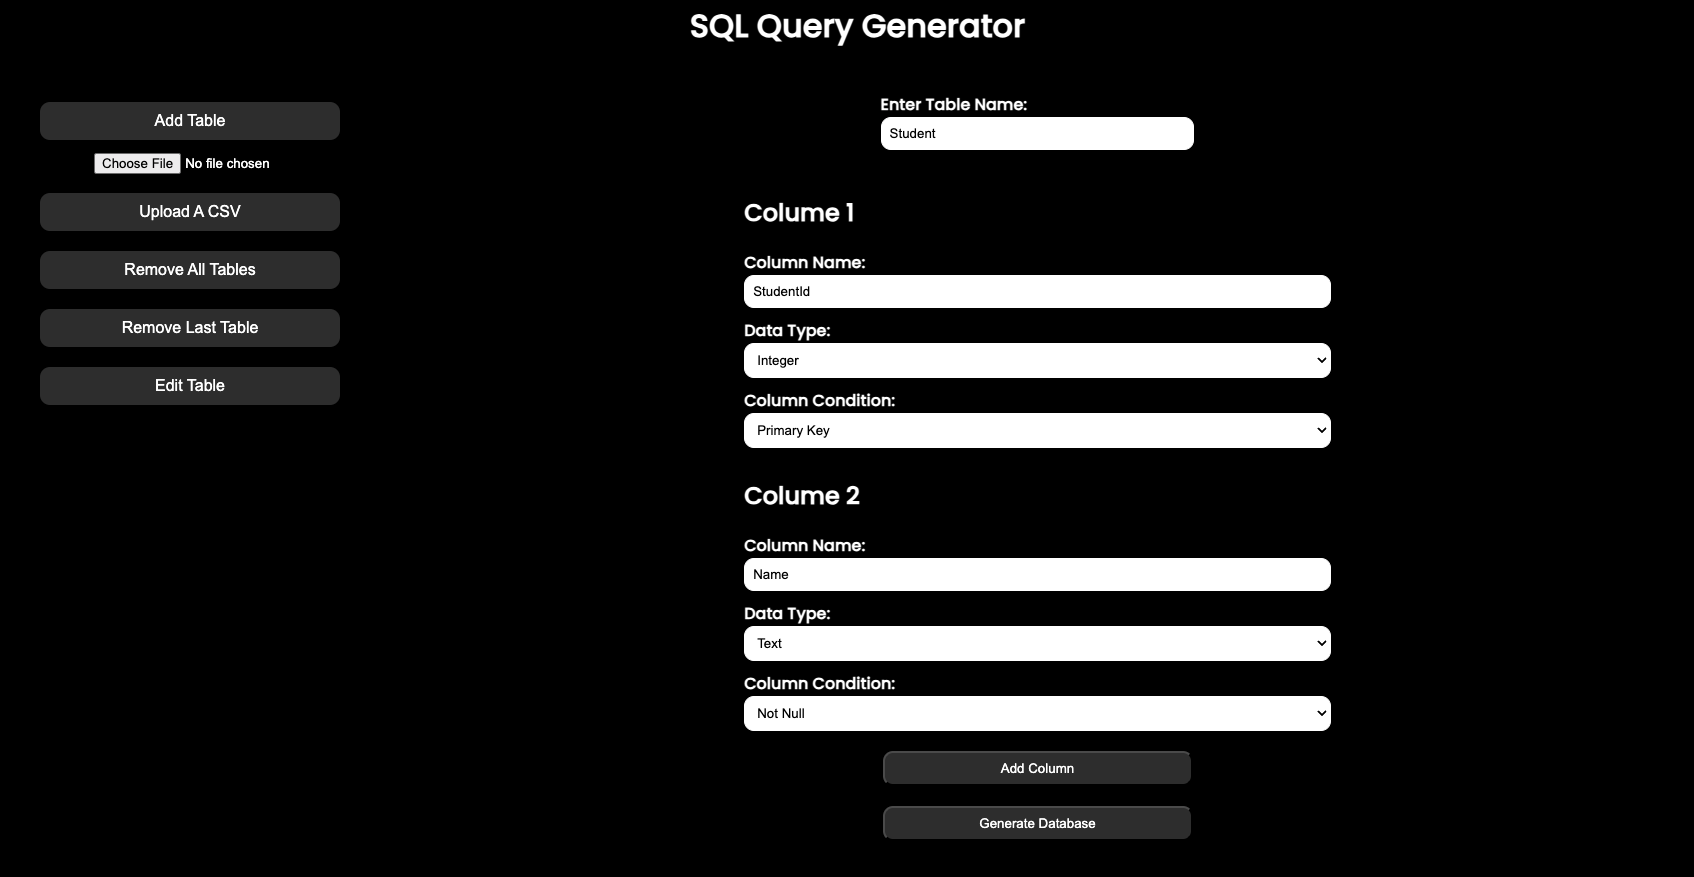 SQL Query Generator
Add Table
Choose File No file chosen
Upload A CSV
Remove All Tables
Remove Last Table
Edit Table
Enter Table Name:
Student
Colume 1
Column Name:
StudentId
Data Type:
Integer
Column Condition:
Primary Key
Colume 2
Column Name:
Name
Data Type:
Text
Column Condition:
Not Null
Add Column
Generate Database